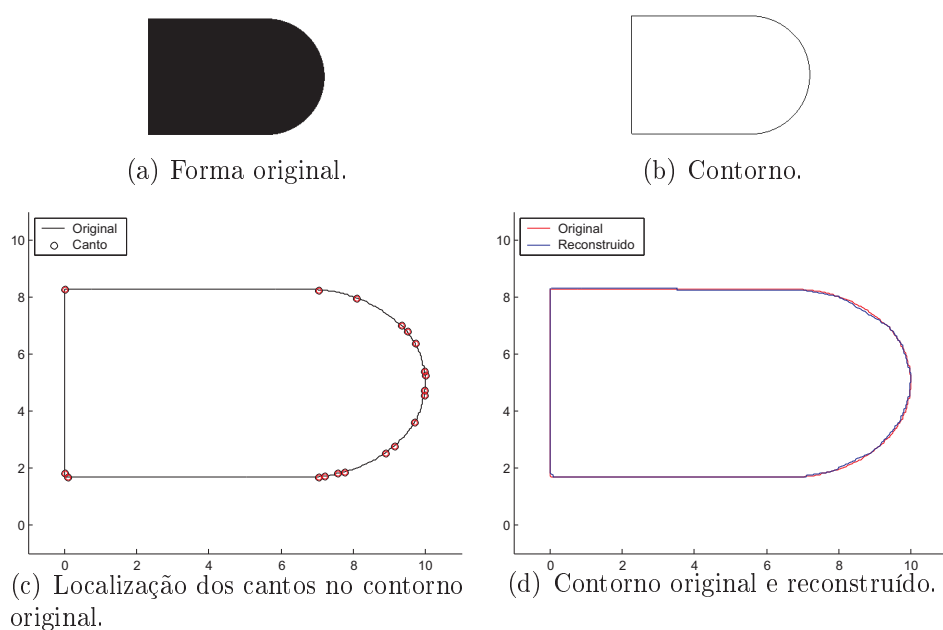 (a) Forma original.
(b) Contorno.
Original
Canto
10
8
6
4
2
0
0 2 4 6 8 10
(c) Localização dos cantos no contorno
original.
Original
Reconstruido
10
8
6
4
2
0
0 2 4 6 8 10
(d) Contorno original e reconstruído.